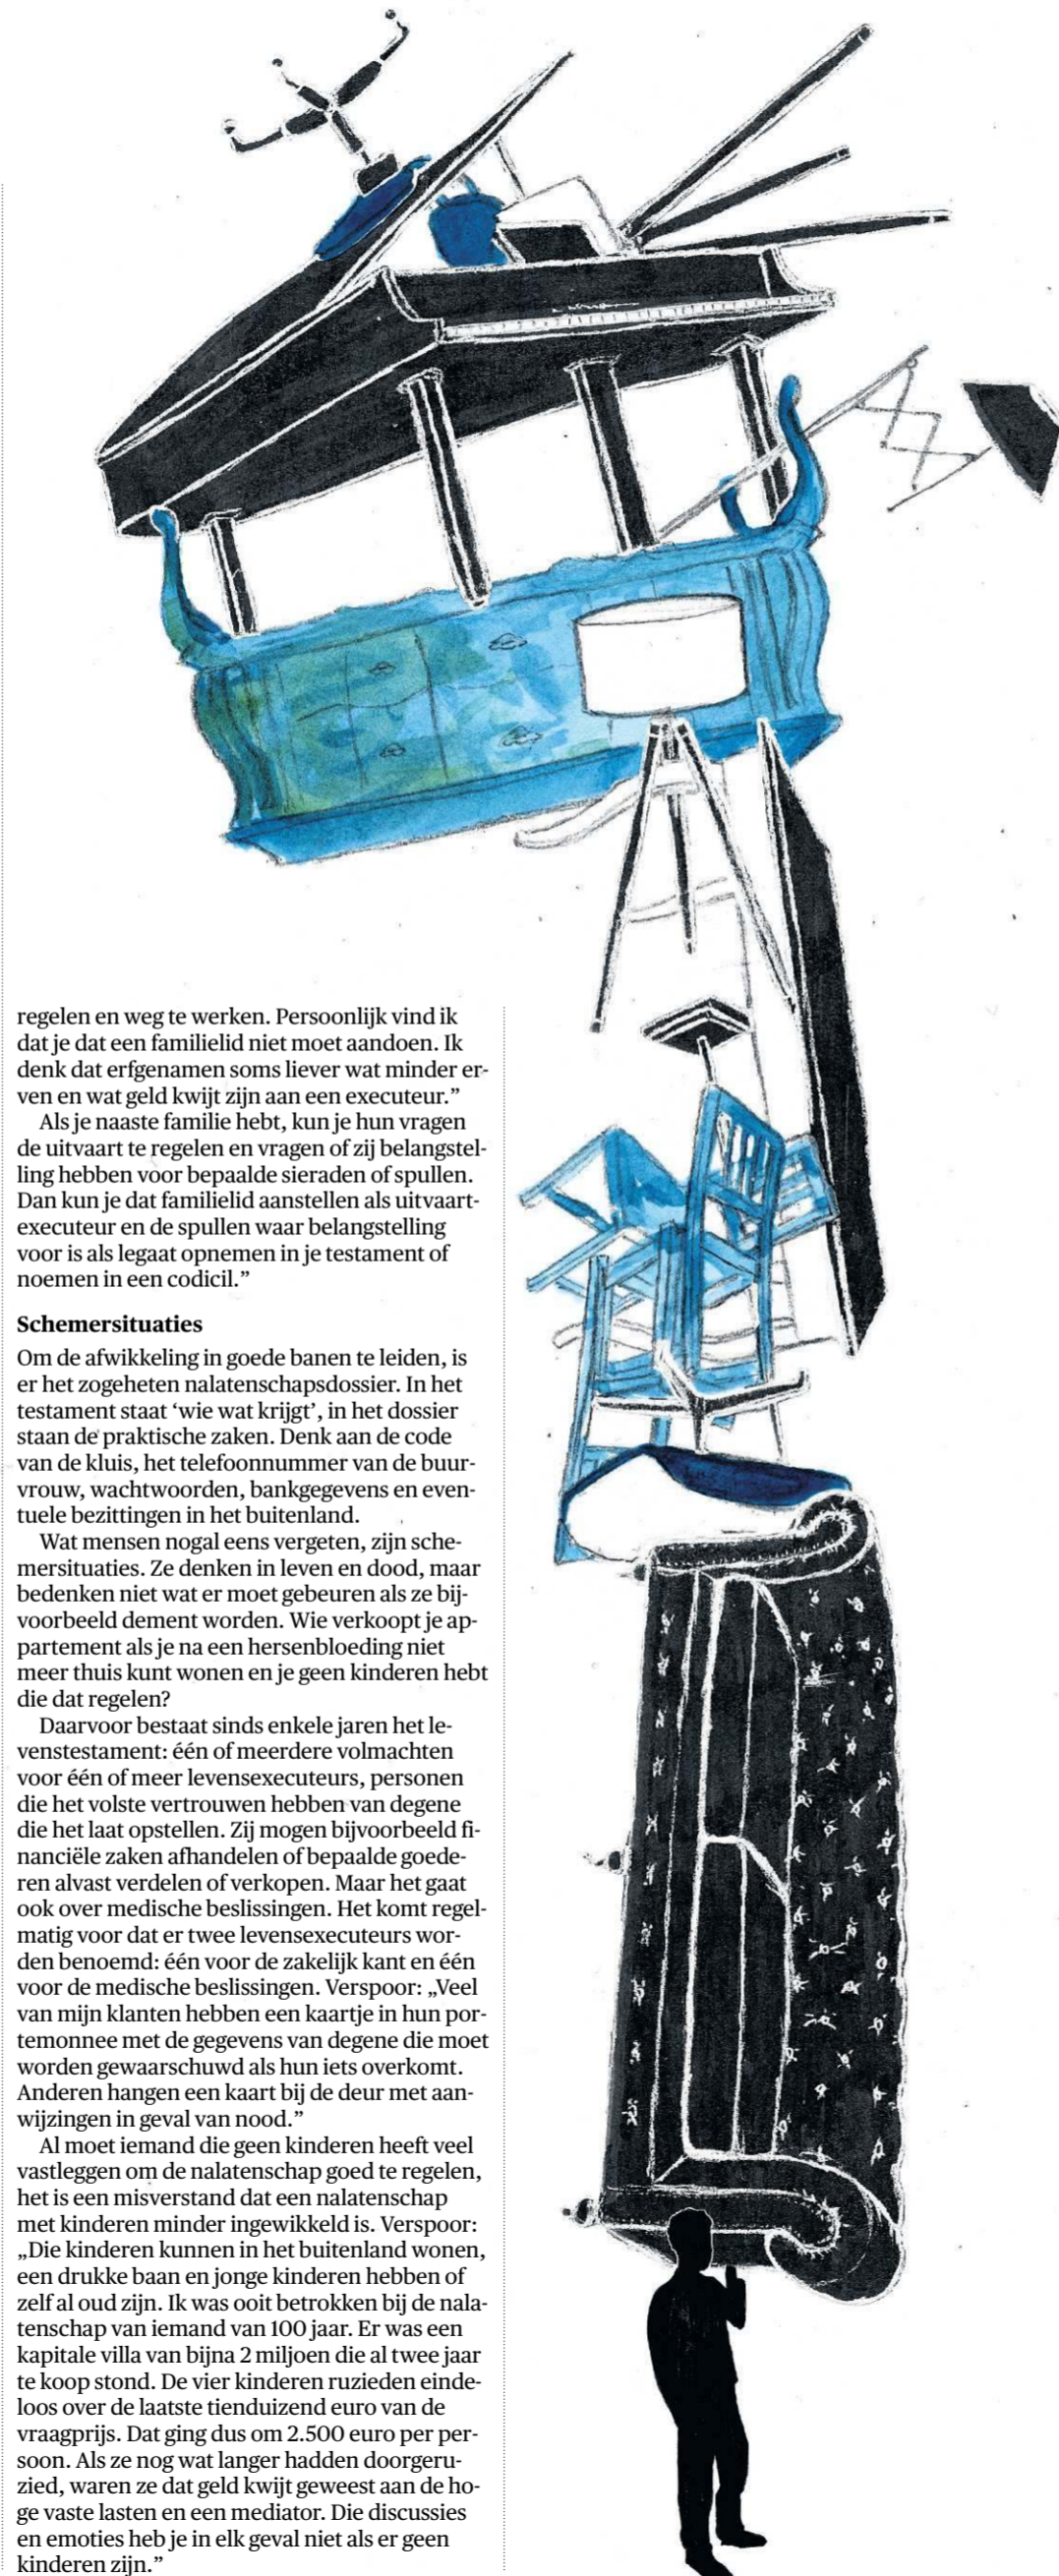 regelen en weg te werken. Persoonlijk vind ik
dat je dat een familielid niet moet aandoen. Ik
denk dat erfgenamen soms liever wat minder er-
ven en wat geld kwijt zijn aan een executeur.”
Als je naaste familie hebt, kun je hun vragen
de uitvaart te regelen en vragen of zij belangstel-
ling hebben voor bepaalde sieraden of spullen.
Dan kun je dat familielid aanstellen als uitvaart-
executeur en de spullen waar belangstelling
voor is als legaat opnemen in je testament of
noemen in een codicil.”
Schemersituaties
Om de afwikkeling in goede banen te leiden, is
er het zogeheten nalatenschapsdossier. In het
testament staat ‘wie wat krijgt’, in het dossier
staan de praktische zaken. Denk aan de code
van de kluis, het telefoonnummer van de buur-
vrouw, wachtwoorden, bankgegevens en even-
tuele bezittingen in het buitenland.
Wat mensen nogal eens vergeten, zijn sche-
mersituaties. Ze denken in leven en dood, maar
bedenken niet wat er moet gebeuren als ze bij-
voorbeeld dement worden. Wie verkoopt je ap-
partement als je na een hersenbloeding niet
meer thuis kunt wonen en je geen kinderen hebt
die dat regelen?
Daarvoor bestaat sinds enkele jaren het le-
venstestament: één of meerdere volmachten
voor één of meer levensexecuteurs, personen
die het volste vertrouwen hebben van degene
die het laat opstellen. Zij mogen bijvoorbeeld fi-
nanciële zaken afhandelen of bepaalde goede-
ren alvast verdelen of verkopen. Maar het gaat
ook over medische beslissingen. Het komt regel-
matig voor dat er twee levensexecuteurs wor-
den benoemd: één voor de zakelijk kant en één
voor de medische beslissingen. Verspoor: „Veel
van mijn klanten hebben een kaartje in hun por-
temonnee met de gegevens van degene die moet
worden gewaarschuwd als hun iets overkomt.
Anderen hangen een kaart bij de deur met aan-
wijzingen in geval van nood.”
Al moet iemand die geen kinderen heeft veel
vastleggen om de nalatenschap goed te regelen,
het is een misverstand dat een nalatenschap
met kinderen minder ingewikkeld is. Verspoor:
„Die kinderen kunnen in het buitenland wonen,
een drukke baan en jonge kinderen hebben of
zelf al oud zijn. Ik was ooit betrokken bij de nala-
tenschap van iemand van 100 jaar. Er was een
kapitale villa van bijna 2 miljoen die al twee jaar
te koop stond. De vier kinderen ruzieden einde-
loos over de laatste tienduizend euro van de
vraagprijs. Dat ging dus om 2.500 euro per per-
soon. Als ze nog wat langer hadden doorgeru-
zied, waren ze dat geld kwijt geweest aan de ho-
ge vaste lasten en een mediator. Die discussies
en emoties heb je in elk geval niet als er geen
kinderen zijn.”